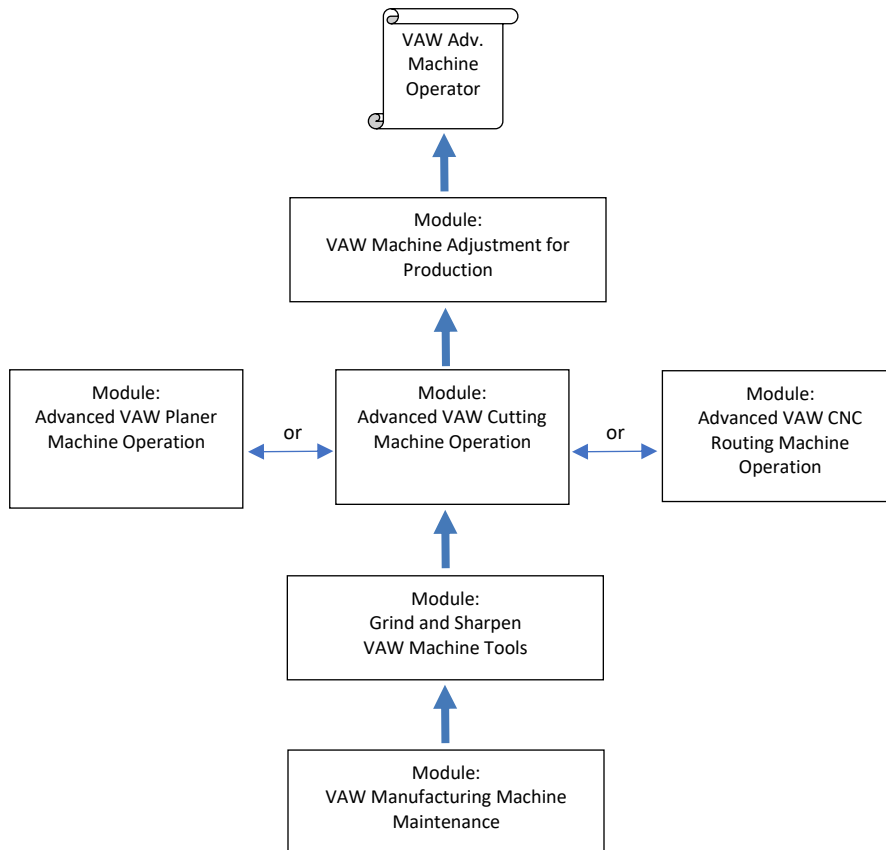 VAW Adv.
Machine
Operator
Module:
VAW Machine Adjustment for
Production
Module:
Advanced VAW Planer
Machine Operation
or
Module:
Advanced VAW Cutting
Machine Operation
or
Module:
Advanced VAW CNC
Routing Machine
Operation
Module:
Grind and Sharpen
VAW Machine Tools
Module:
VAW Manufacturing Machine
Maintenance